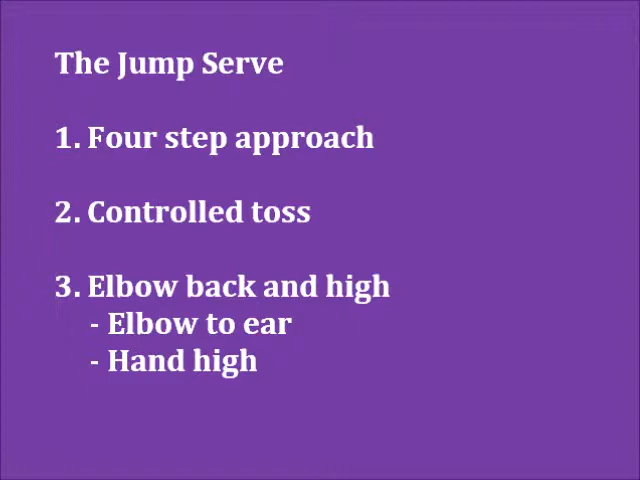 The Jump Serve
1. Four step approach
2. Controlled toss
3. Elbow back and high
- Elbow to ear
- Hand high